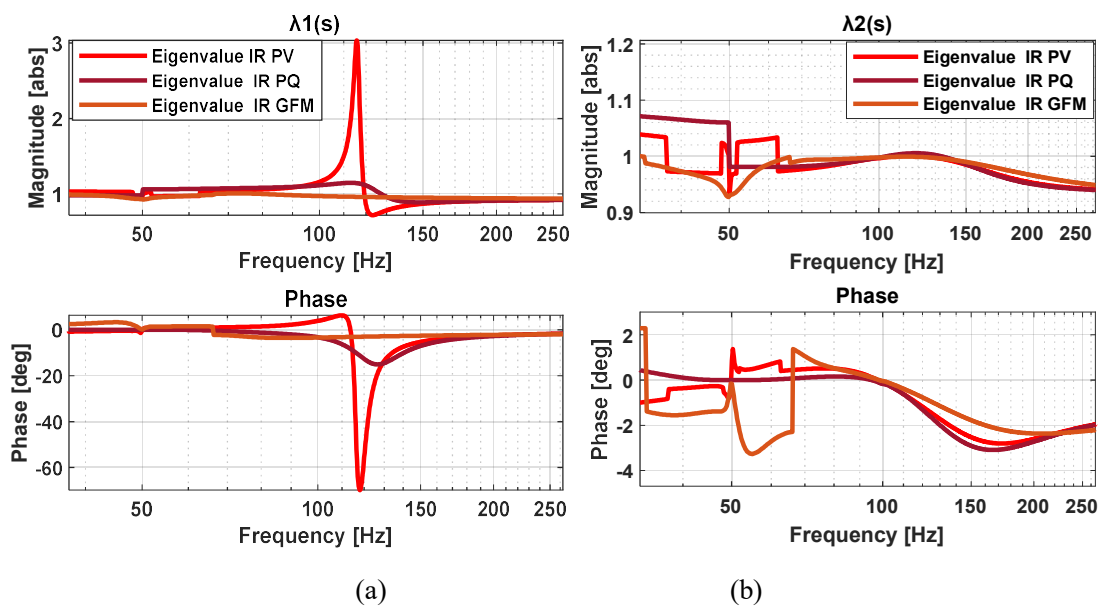 λ1(s)
Magnitude [abs]
3
2
1
Eigenvalue IR PV
Eigenvalue IR PQ
Eigenvalue IR GFM
50
100
150
200
250
Frequency [Hz]
Phase
Phase [deg]
0
-20
-40
-60
50
100
150
200
250
Frequency [Hz]
(a)
λ2(s)
Magnitude [abs]
1.2
1.1
1
0.9
Eigenvalue IR PV
Eigenvalue IR PQ
Eigenvalue IR GFM
50
100
150
200
250
Frequency [Hz]
Phase
Phase [deg]
2
0
-2
-4
50
100
150
200
250
Frequency [Hz]
(b)